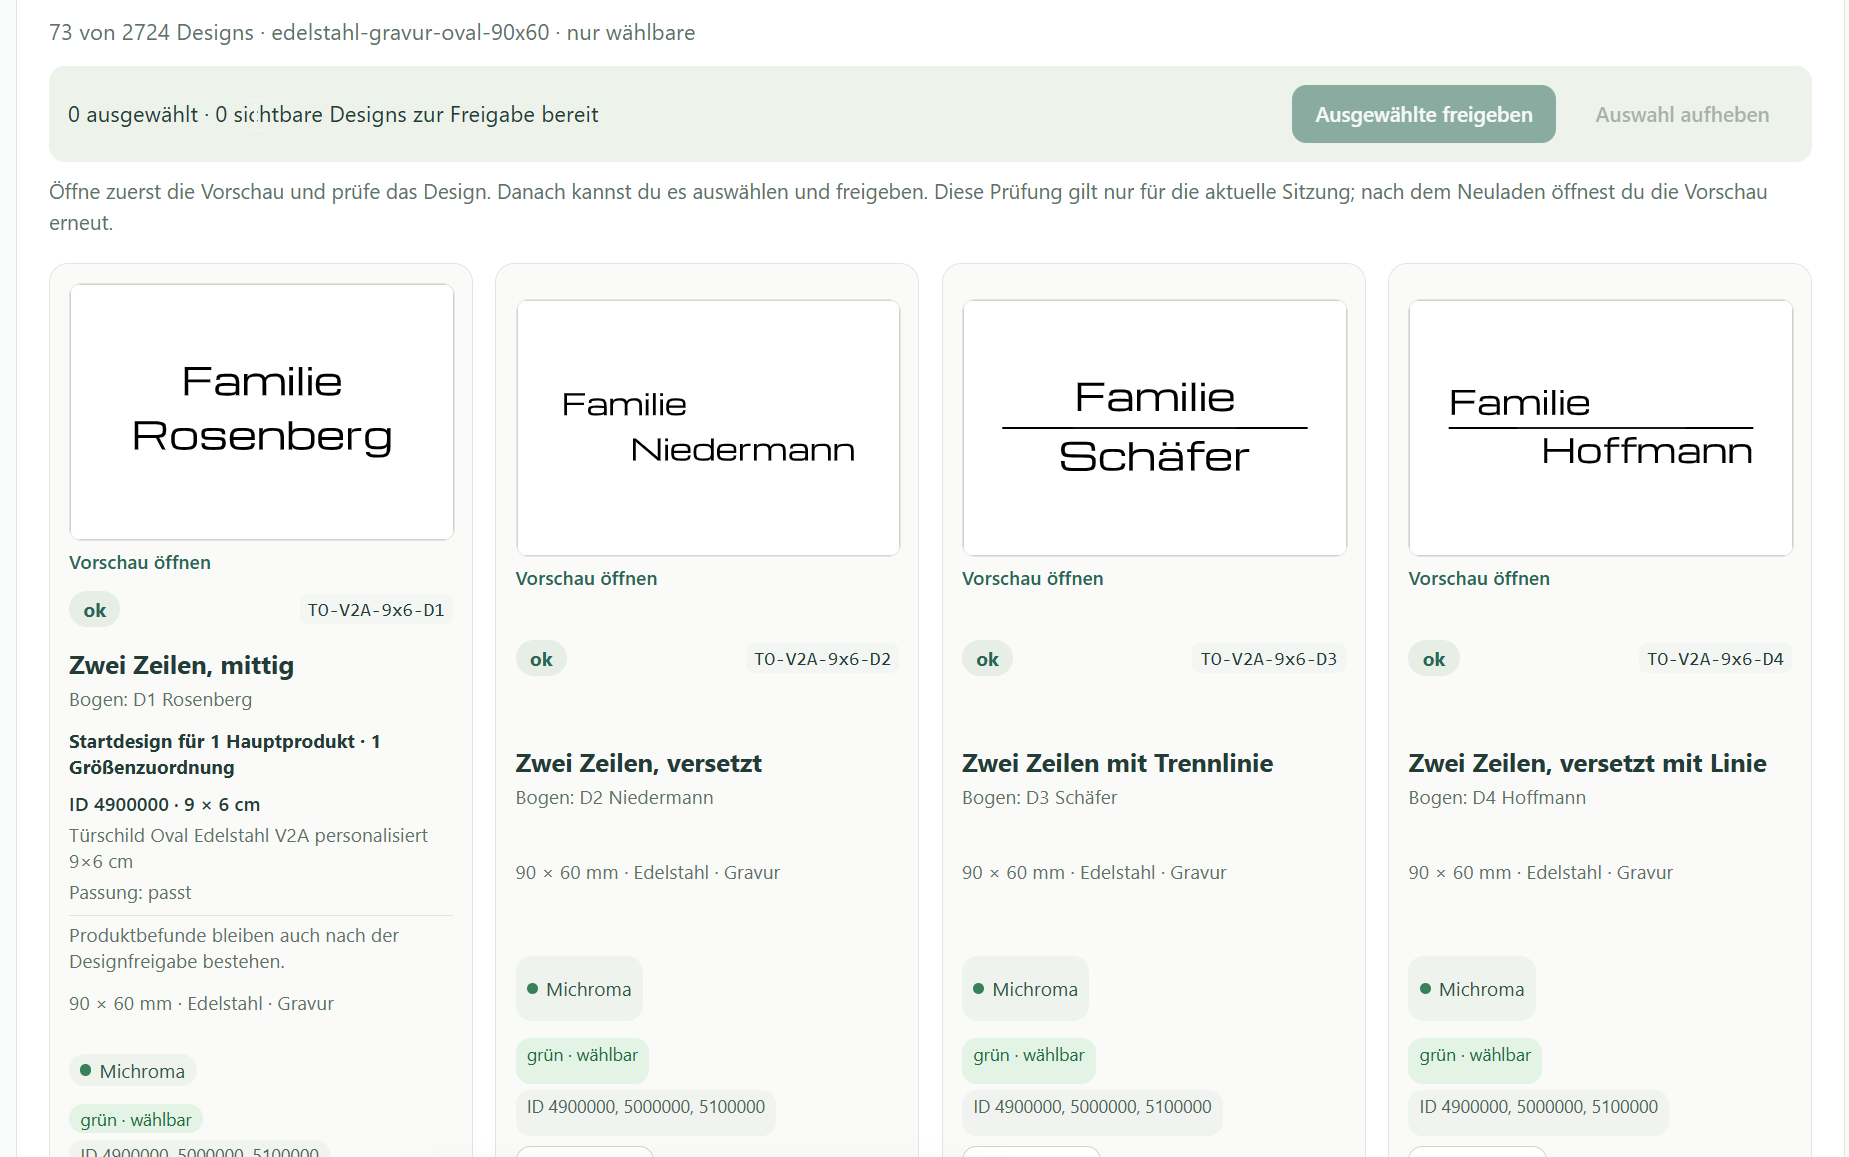 73 von 2724 Designs · edelstahl-gravur-oval-90x60 · nur wählbare
0 ausgewählt · 0 sichtbare Designs zur Freigabe bereit
Ausgewählte freigeben
Auswahl aufheben
Öffne zuerst die Vorschau und prüfe das Design. Danach kannst du es auswählen und freigeben. Diese Prüfung gilt nur für die aktuelle Sitzung; nach dem Neuladen öffnest du die Vorschau
erneut.
Familie
Rosenberg
Vorschau öffnen
ok
TO-V2A-9x6-D1
Zwei Zeilen, mittig
Bogen: D1 Rosenberg
Startdesign für 1 Hauptprodukt · 1
Größenzuordnung
ID 4900000 · 9 × 6 cm
Türschild Oval Edelstahl V2A personalisiert
9×6 cm
Passung: passt
Produktbefunde bleiben auch nach der
Designfreigabe bestehen.
90 × 60 mm · Edelstahl · Gravur
Michroma
grün · wählbar
ID 4900000, 5000000, 5100000
Familie
Niedermann
Vorschau öffnen
ok
TO-V2A-9x6-D2
Zwei Zeilen, versetzt
Bogen: D2 Niedermann
90 × 60 mm · Edelstahl · Gravur
Michroma
grün · wählbar
ID 4900000, 5000000, 5100000
Familie
Schäfer
Vorschau öffnen
ok
TO-V2A-9x6-D3
Zwei Zeilen mit Trennlinie
Bogen: D3 Schäfer
90 × 60 mm · Edelstahl · Gravur
Michroma
grün · wählbar
ID 4900000, 5000000, 5100000
Familie
Hoffmann
Vorschau öffnen
ok
TO-V2A-9x6-D4
Zwei Zeilen, versetzt mit Linie
Bogen: D4 Hoffmann
90 × 60 mm · Edelstahl · Gravur
Michroma
grün · wählbar
ID 4900000, 5000000, 5100000